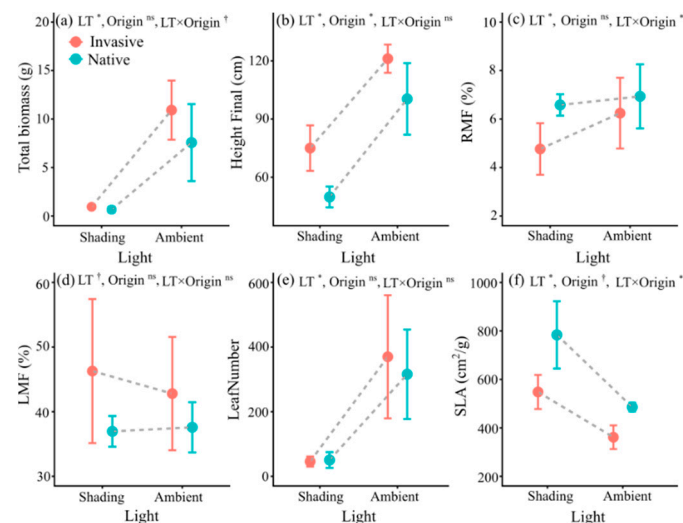 (a) LT *, Origin ns, LT×Origin †
Invasive
Native
Total biomass (g)
20
15
10
5
0
Shading Ambient
Light
(b) LT *, Origin *, LT×Origin ns
Height Final (cm)
120
90
60
Shading Ambient
Light
(c) LT *, Origin ns, LT×Origin *
RMF (%)
8
6
4
2
Shading Ambient
Light
(d) LT †, Origin ns, LT×Origin ns
LMF (%)
60
50
40
30
Shading Ambient
Light
(e) LT *, Origin ns, LT×Origin ns
LeafNumber
600
400
200
0
Shading Ambient
Light
(f) LT *, Origin †, LT×Origin *
SLA (cm²/g)
1000
800
600
400
200
Shading Ambient
Light